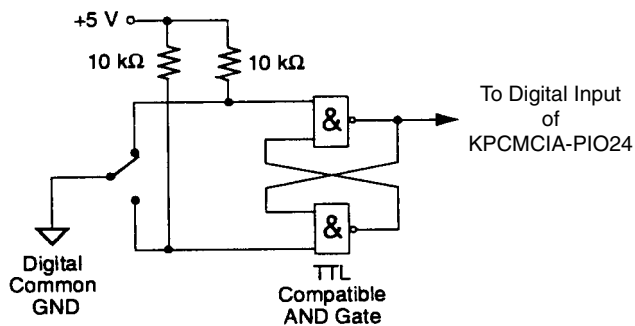 +5 V
10 kΩ
10 kΩ
&
To Digital Input
of
KPCMCIA-PIO24
&
Digital
Common
GND
TTL
Compatible
AND Gate